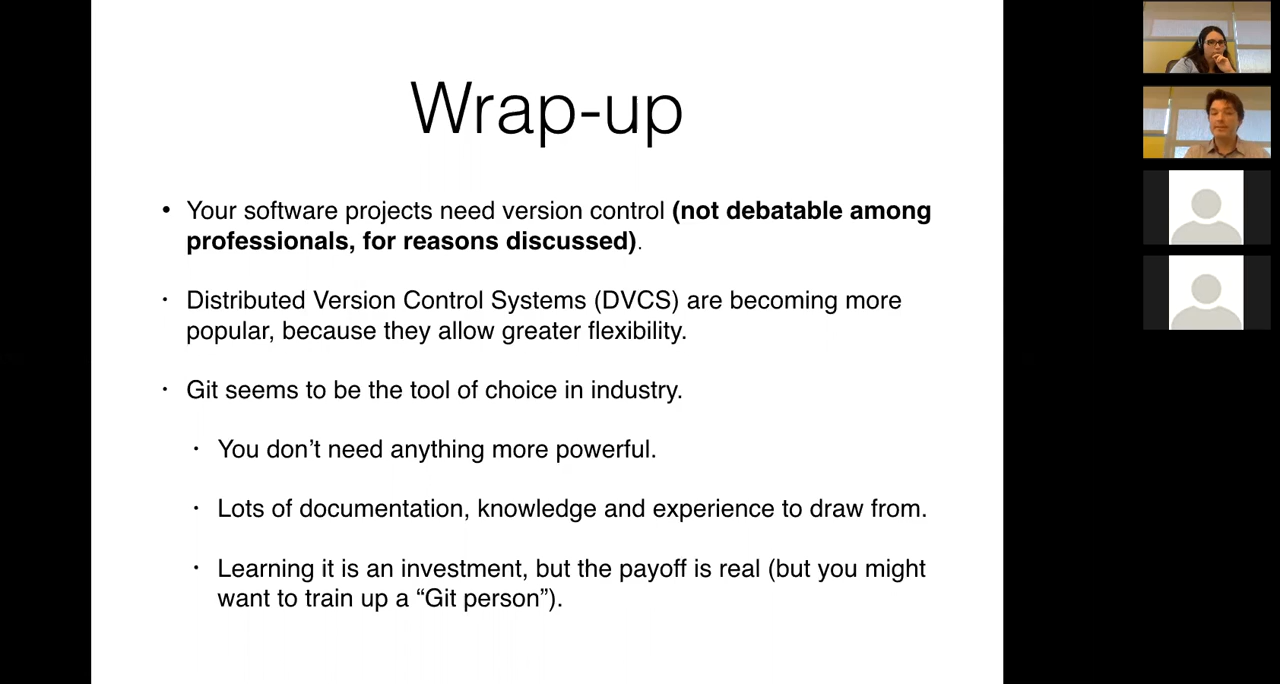 Wrap-up
• Your software projects need version control (not debatable among
professionals, for reasons discussed).
• Distributed Version Control Systems (DVCS) are becoming more
popular, because they allow greater flexibility.
• Git seems to be the tool of choice in industry.
• You don’t need anything more powerful.
• Lots of documentation, knowledge and experience to draw from.
• Learning it is an investment, but the payoff is real (but you might
want to train up a “Git person”).